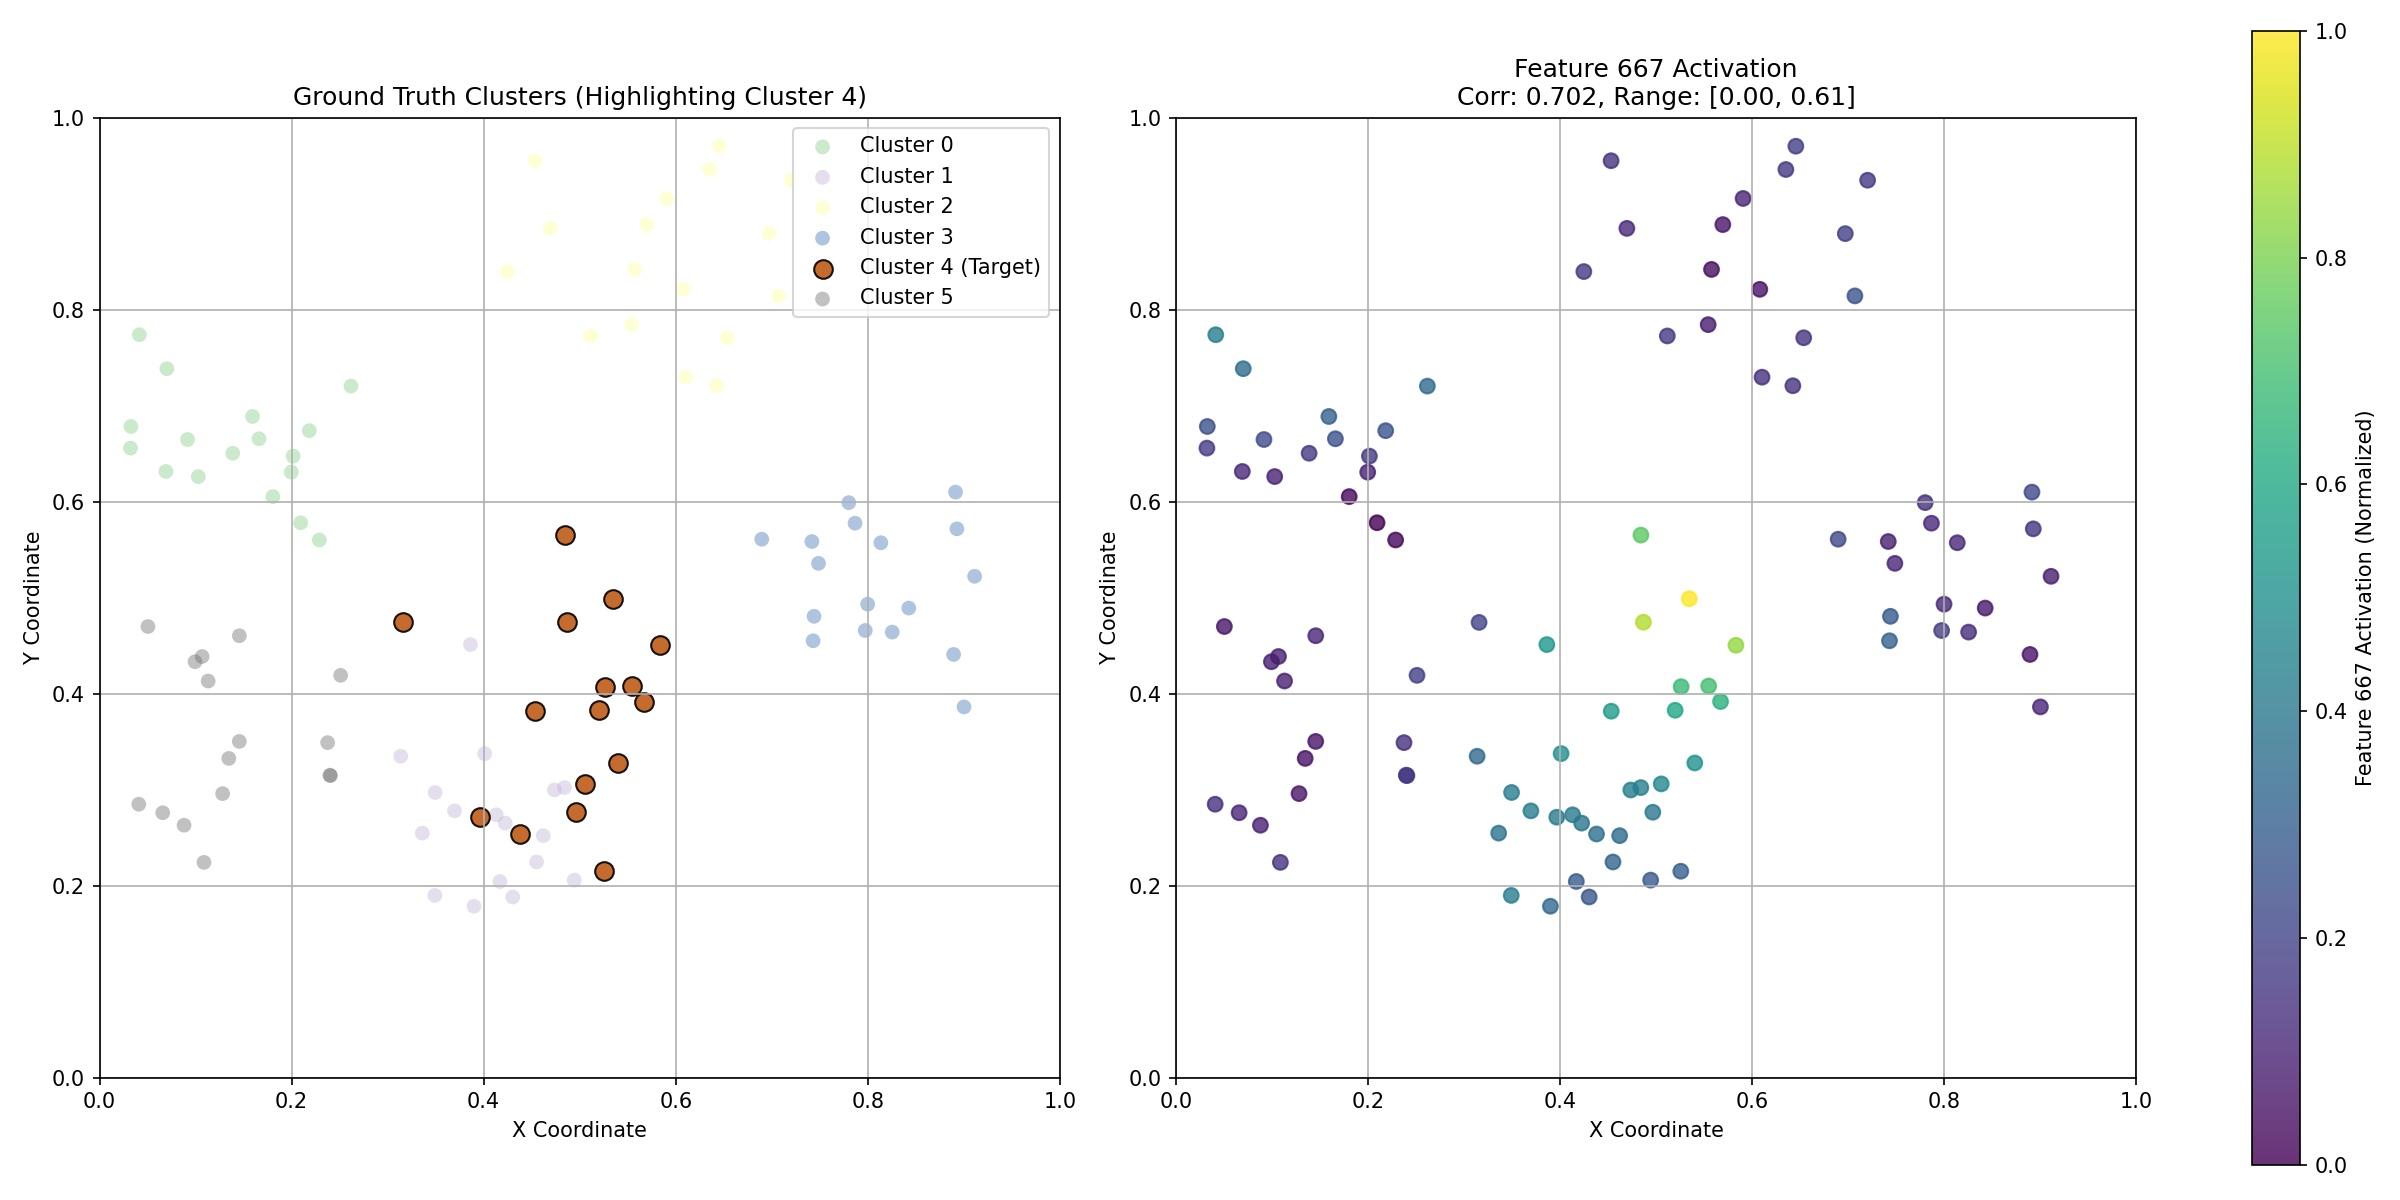 Ground Truth Clusters (Highlighting Cluster 4)
1.0
0.8
0.6
0.4
0.2
0.0
0.0 0.2 0.4 0.6 0.8 1.0
X Coordinate
Y Coordinate
Cluster 0
Cluster 1
Cluster 2
Cluster 3
Cluster 4 (Target)
Cluster 5
Feature 667 Activation
Corr: 0.702, Range: [0.00, 0.61]
1.0
0.8
0.6
0.4
0.2
0.0
0.0 0.2 0.4 0.6 0.8 1.0
X Coordinate
Y Coordinate
1.0
0.8
0.6
0.4
0.2
0.0
Feature 667 Activation (Normalized)